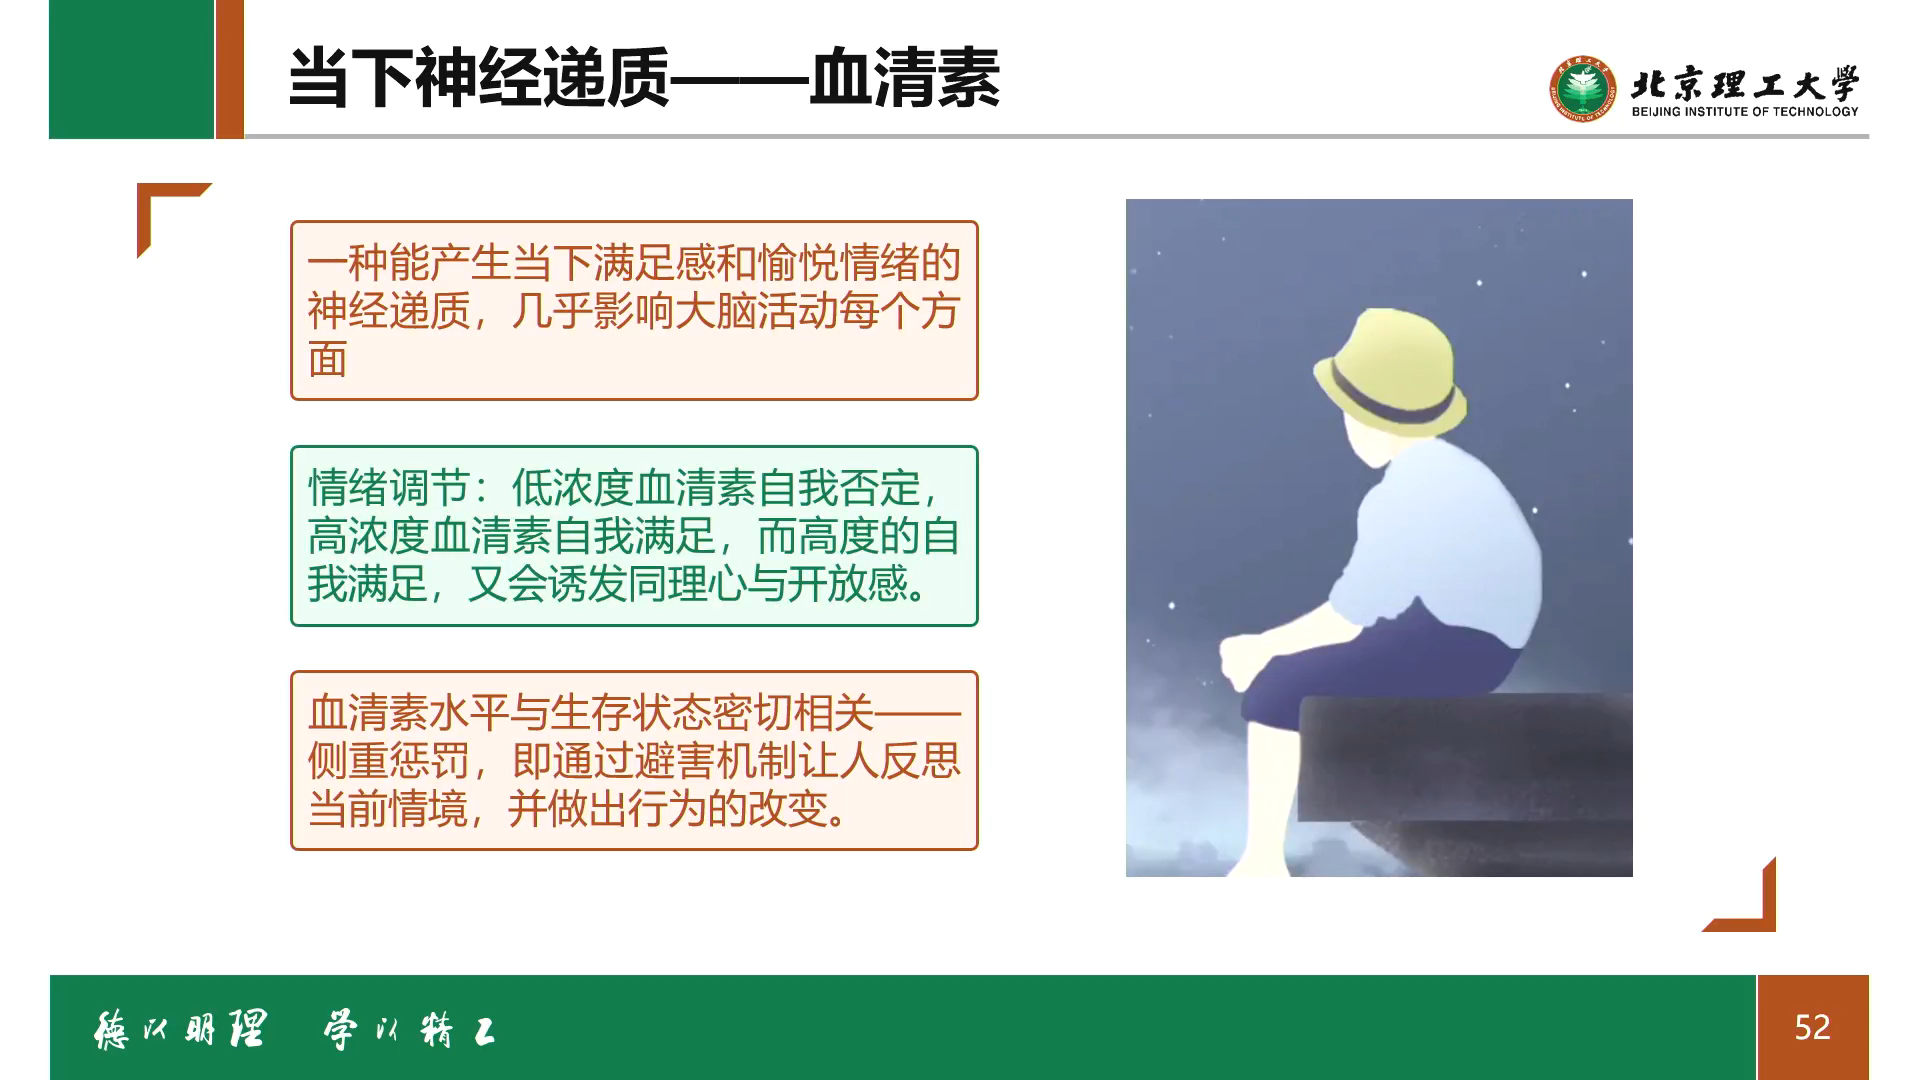 当下神经递质——血清素
北京理工大学
BEIJING INSTITUTE OF TECHNOLOGY
一种能产生当下满足感和愉悦情绪的
神经递质，几乎影响大脑活动每个方
面
情绪调节：低浓度血清素自我否定，
高浓度血清素自我满足，而高度的自
我满足，又会诱发同理心与开放感。
血清素水平与生存状态密切相关——
侧重惩罚，即通过避害机制让人反思
当前情境，并做出行为的改变。
德以明理 学以精工
52